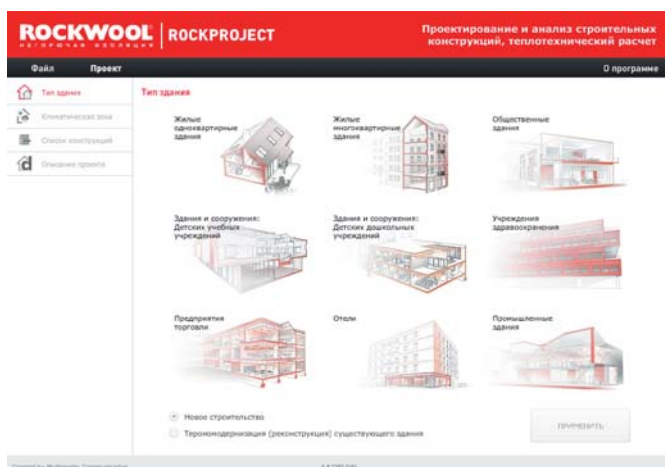 ROCKWOOL
НЕГОРЮЧАЯ ИЗОЛЯЦИЯ
ROCKPROJECT
Проектирование и анализ строительных
конструкций, теплотехнический расчет
Файл Проект О программе
Тип здания
Климатическая зона
Список конструкций
Описание проекта
Тип здания
Жилые
одноквартирные
здания
Жилые
многоквартирные
здания
Общественные
здания
Здания и сооружения:
Детских учебных
учреждений
Здания и сооружения:
Детских дошкольных
учреждений
Учреждения
здравоохранения
Предприятия
торговли
Отели
Промышленные
здания
Новое строительство
Теромомодернизация (реконструкция) существующего здания
ПРИМЕНИТЬ